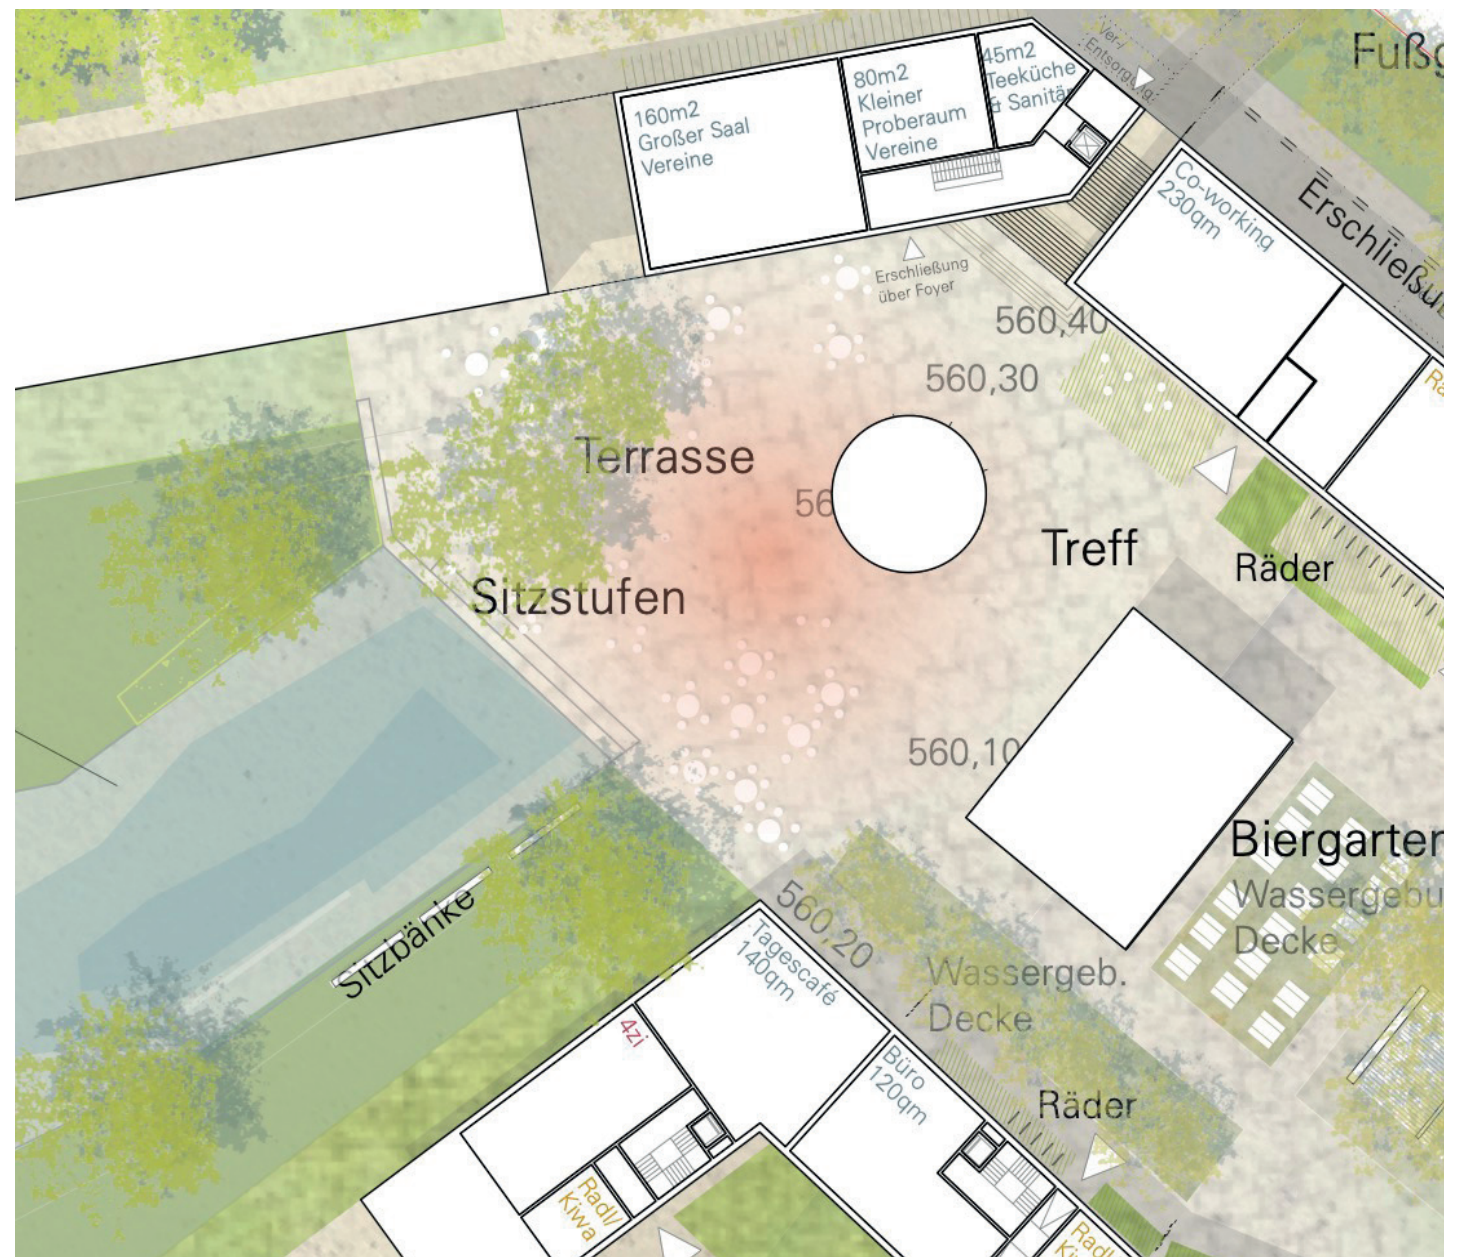 Fußg
Ver-/
Entsorgung
160m2
Großer Saal
Vereine
80m2
Kleiner
Proberaum
Vereine
45m2
Teeküche
& Sanitär
Co-working
230qm
Erschließu
Ra
Erschließung
über Foyer
560,40
560,30
Terrasse
56
Treff
Räder
Sitzstufen
560,10
Biergarten
Wassergebu
Decke
Sitzbänke
560,20
Tagescafé
140qm
Wassergeb.
Decke
4zi
Büro
120qm
Räder
Radl/
Kiwa
Radl
Ki